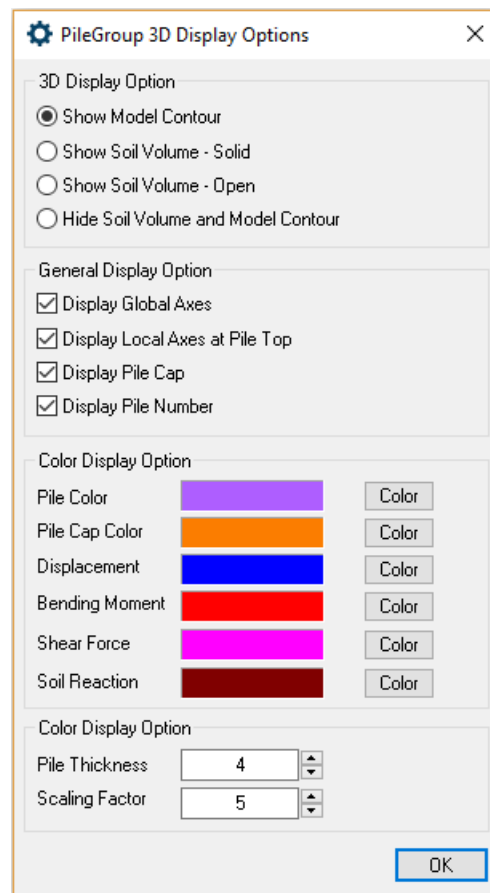 PileGroup 3D Display Options
3D Display Option
Show Model Contour
Show Soil Volume - Solid
Show Soil Volume - Open
Hide Soil Volume and Model Contour
General Display Option
Display Global Axes
Display Local Axes at Pile Top
Display Pile Cap
Display Pile Number
Color Display Option
Pile Color Color
Pile Cap Color Color
Displacement Color
Bending Moment Color
Shear Force Color
Soil Reaction Color
Color Display Option
Pile Thickness 4
Scaling Factor 5
OK